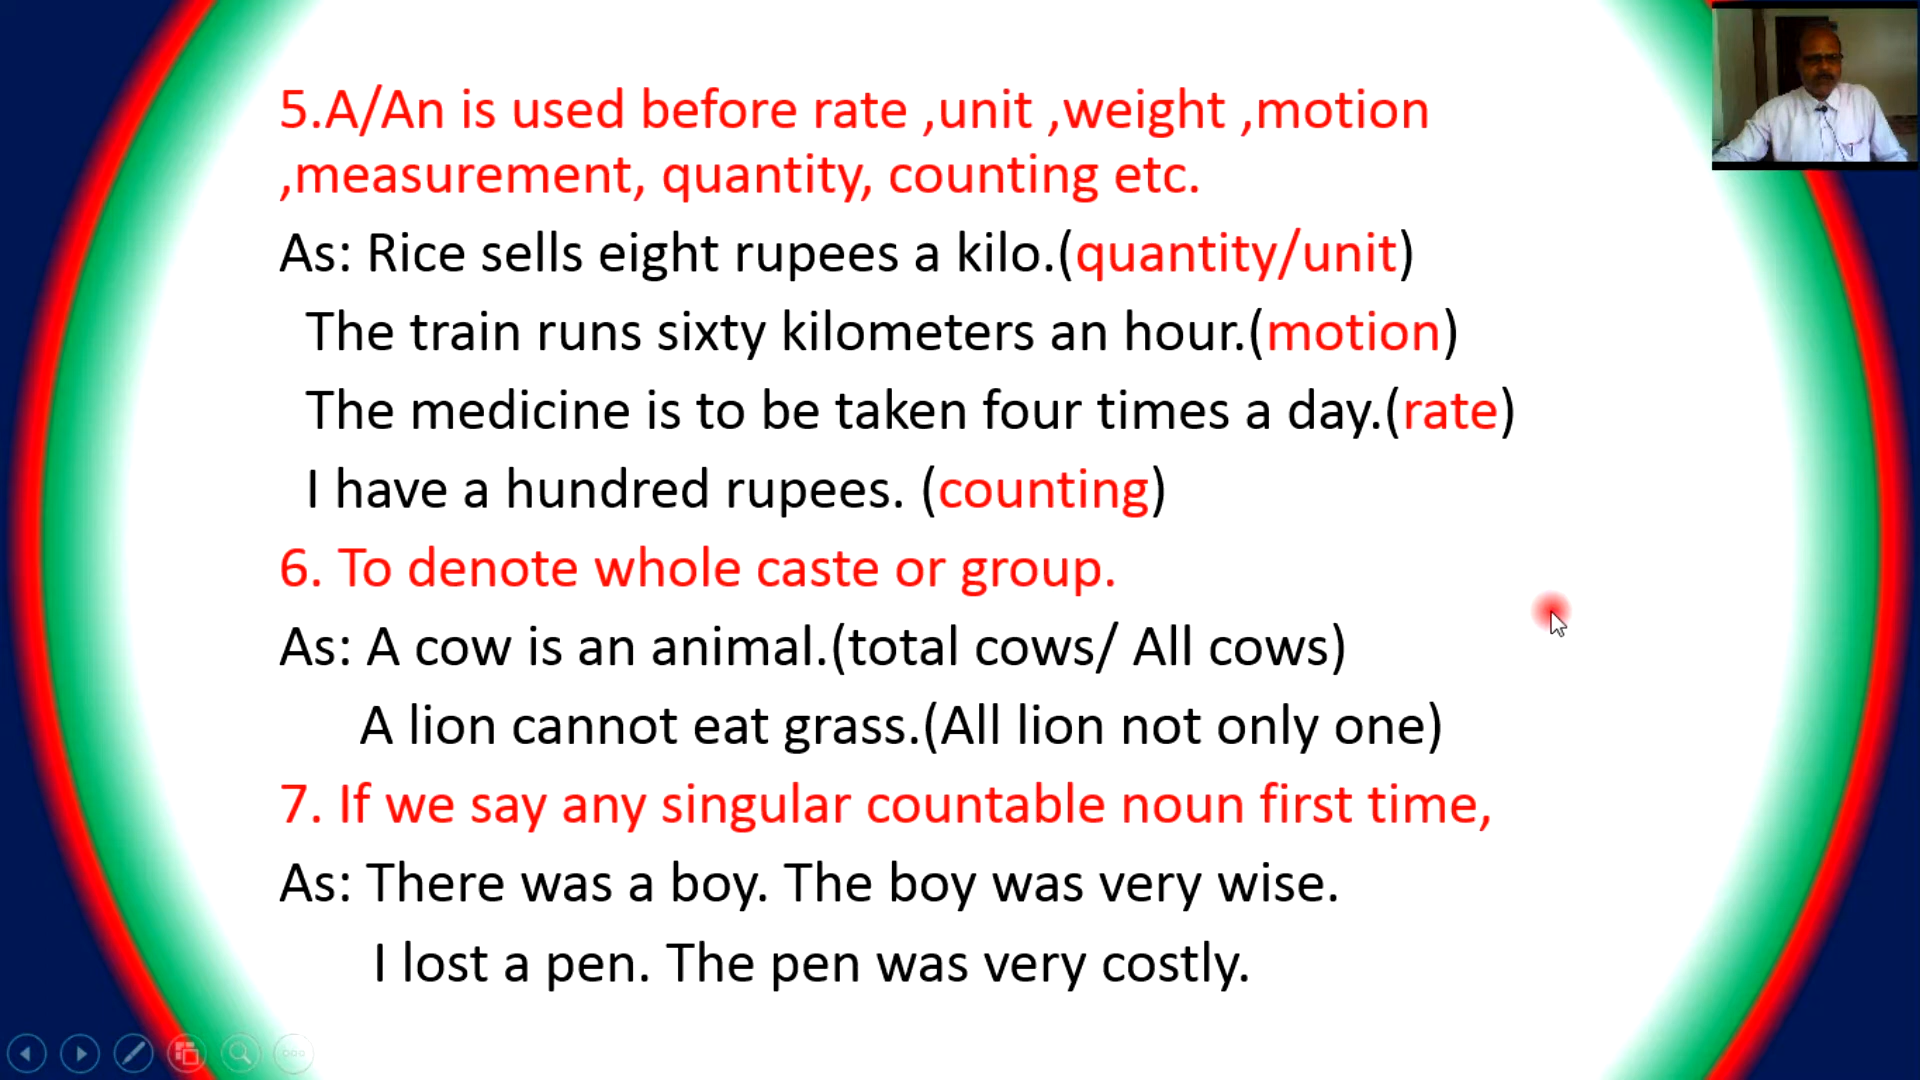 5.A/An is used before rate ,unit ,weight ,motion
,measurement, quantity, counting etc.
As: Rice sells eight rupees a kilo.(quantity/unit)
The train runs sixty kilometers an hour.(motion)
The medicine is to be taken four times a day.(rate)
I have a hundred rupees. (counting)
6. To denote whole caste or group.
As: A cow is an animal.(total cows/ All cows)
A lion cannot eat grass.(All lion not only one)
7. If we say any singular countable noun first time,
As: There was a boy. The boy was very wise.
I lost a pen. The pen was very costly.